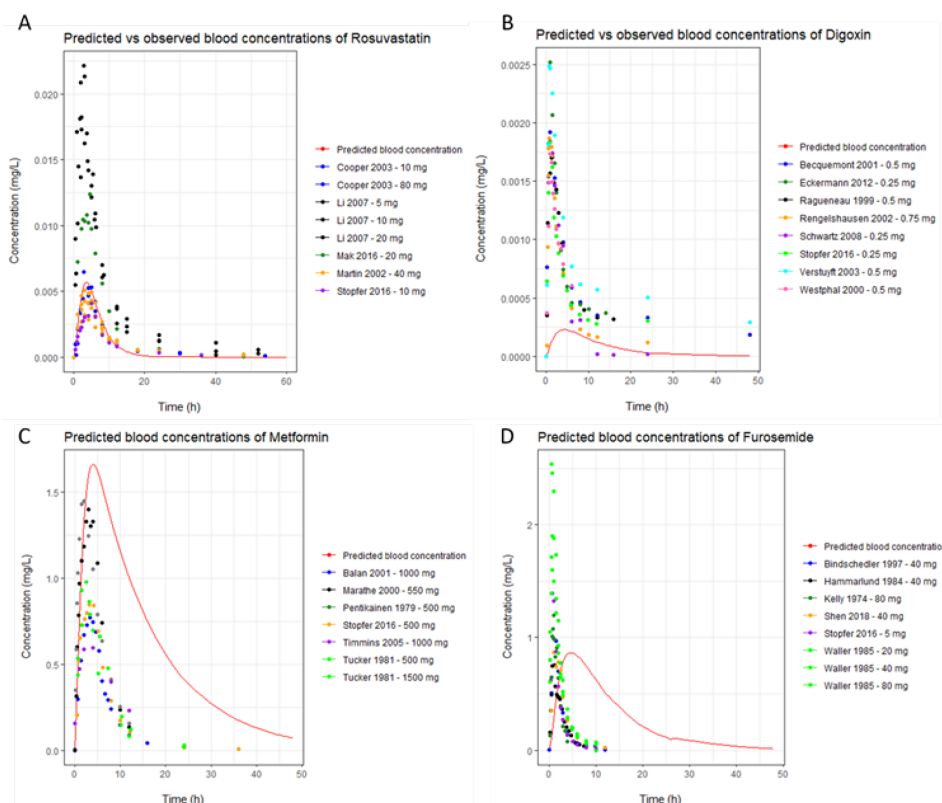 A
Predicted vs observed blood concentrations of Rosuvastatin
Concentration (mg/L)
0.020
0.015
0.010
0.005
0.000
0
10
20
30
40
50
60
Time (h)
Predicted blood concentration
Cooper 2003 - 10 mg
Cooper 2003 - 80 mg
Li 2007 - 5 mg
Li 2007 - 10 mg
Li 2007 - 20 mg
Mak 2016 - 20 mg
Martin 2002 - 40 mg
Stopfer 2016 - 10 mg
B
Predicted vs observed blood concentrations of Digoxin
Concentration (mg/L)
0.0025
0.0020
0.0015
0.0010
0.0005
0.0000
0
10
20
30
40
50
Time (h)
Predicted blood concentration
Becquemont 2001 - 0.5 mg
Eckermann 2012 - 0.25 mg
Ragueneau 1999 - 0.5 mg
Rengelshausen 2002 - 0.75 mg
Schwartz 2008 - 0.25 mg
Stopfer 2016 - 0.25 mg
Verstuyft 2003 - 0.5 mg
Westphal 2000 - 0.5 mg
C
Predicted blood concentrations of Metformin
Concentration (mg/L)
1.5
1.0
0.5
0.0
0
10
20
30
40
50
Time (h)
Predicted blood concentration
Balan 2001 - 1000 mg
Marathe 2000 - 550 mg
Pentikainen 1979 - 500 mg
Stopfer 2016 - 500 mg
Timmins 2005 - 1000 mg
Tucker 1981 - 500 mg
Tucker 1981 - 1500 mg
D
Predicted blood concentrations of Furosemide
Concentration (mg/L)
2
1
0
0
10
20
30
40
50
Time (h)
Predicted blood concentration
Bindschedler 1997 - 40 mg
Hammarlund 1984 - 40 mg
Kelly 1974 - 80 mg
Shen 2018 - 40 mg
Stopfer 2016 - 5 mg
Waller 1985 - 20 mg
Waller 1985 - 40 mg
Waller 1985 - 80 mg